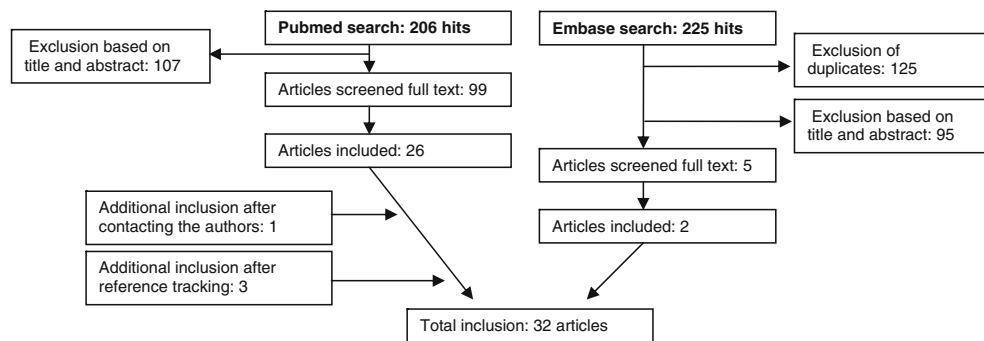 Pubmed search: 206 hits
Embase search: 225 hits
Exclusion based on
title and abstract: 107
Exclusion of
duplicates: 125
Articles screened full text: 99
Exclusion based on
title and abstract: 95
Articles included: 26
Articles screened full text: 5
Additional inclusion after
contacting the authors: 1
Articles included: 2
Additional inclusion after
reference tracking: 3
Total inclusion: 32 articles